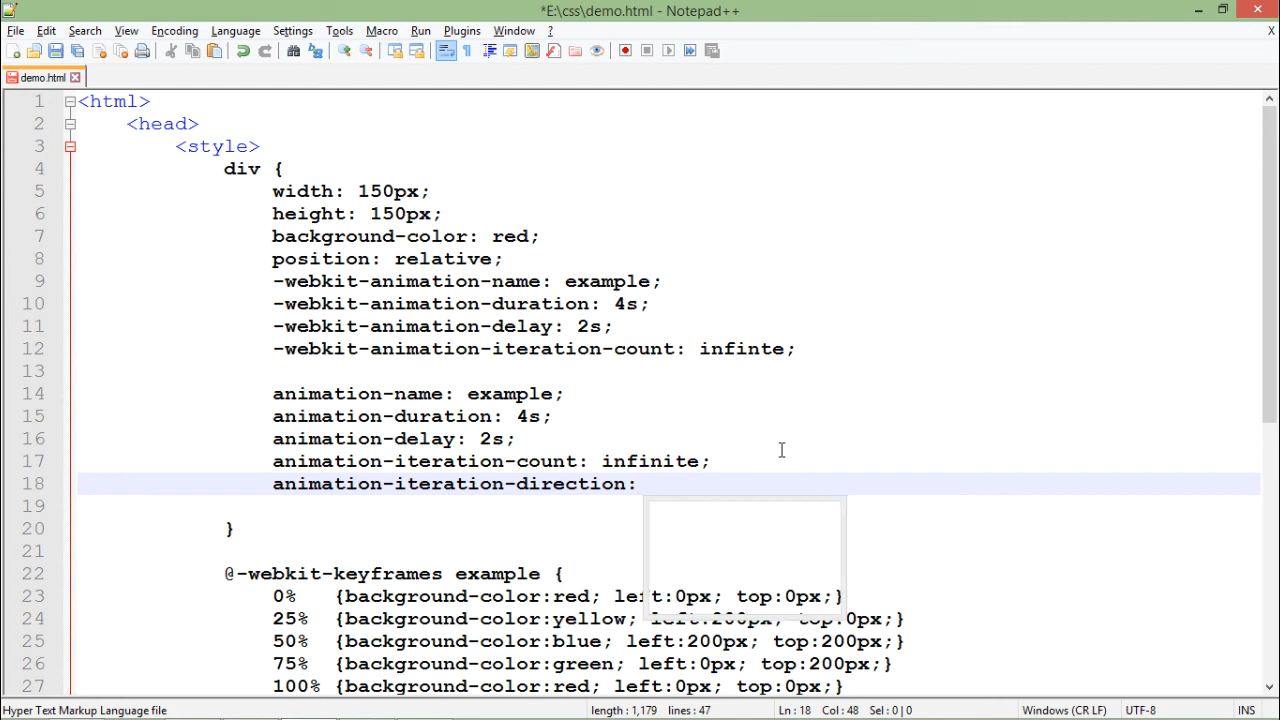 *E:\css\demo.html - Notepad++
File Edit Search View Encoding Language Settings Tools Macro Run Plugins Window ? X
demo.html
1 <html>
2 <head>
3 <style>
4 div {
5 width: 150px;
6 height: 150px;
7 background-color: red;
8 position: relative;
9 -webkit-animation-name: example;
10 -webkit-animation-duration: 4s;
11 -webkit-animation-delay: 2s;
12 -webkit-animation-iteration-count: infinte;
13
14 animation-name: example;
15 animation-duration: 4s;
16 animation-delay: 2s;
17 animation-iteration-count: infinite;
18 animation-iteration-direction:
19
20 }
21
22 @-webkit-keyframes example {
23 0% {background-color:red; left:0px; top:0px;}
24 25% {background-color:yellow; left:200px; top:0px;}
25 50% {background-color:blue; left:200px; top:200px;}
26 75% {background-color:green; left:0px; top:200px;}
27 100% {background-color:red; left:0px; top:0px;}
Hyper Text Markup Language file length : 1,179 lines : 47 Ln : 18 Col : 48 Sel : 0 | 0 Windows (CR LF) UTF-8 INS